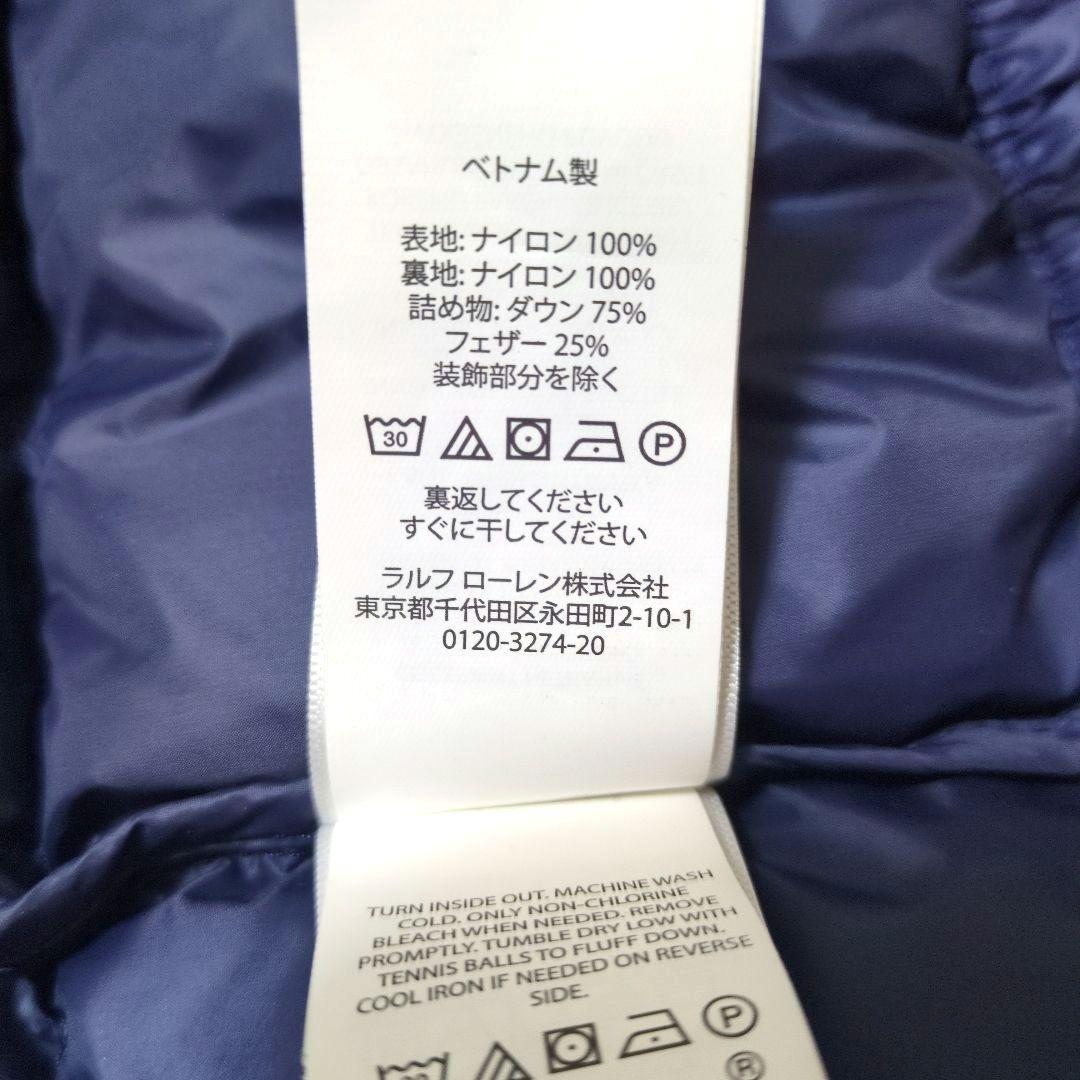 ベトナム製
表地: ナイロン 100%
裏地: ナイロン 100%
詰め物: ダウン 75%
フェザー 25%
装飾部分を除く
30
P
裏返してください
すぐに干してください
ラルフ ローレン株式会社
東京都千代田区永田町2-10-1
0120-3274-20
TURN INSIDE OUT. MACHINE WASH
COLD. ONLY NON-CHLORINE
BLEACH WHEN NEEDED. REMOVE
PROMPTLY. TUMBLE DRY LOW WITH
TENNIS BALLS TO FLUFF DOWN.
COOL IRON IF NEEDED ON REVERSE
SIDE.
P
®